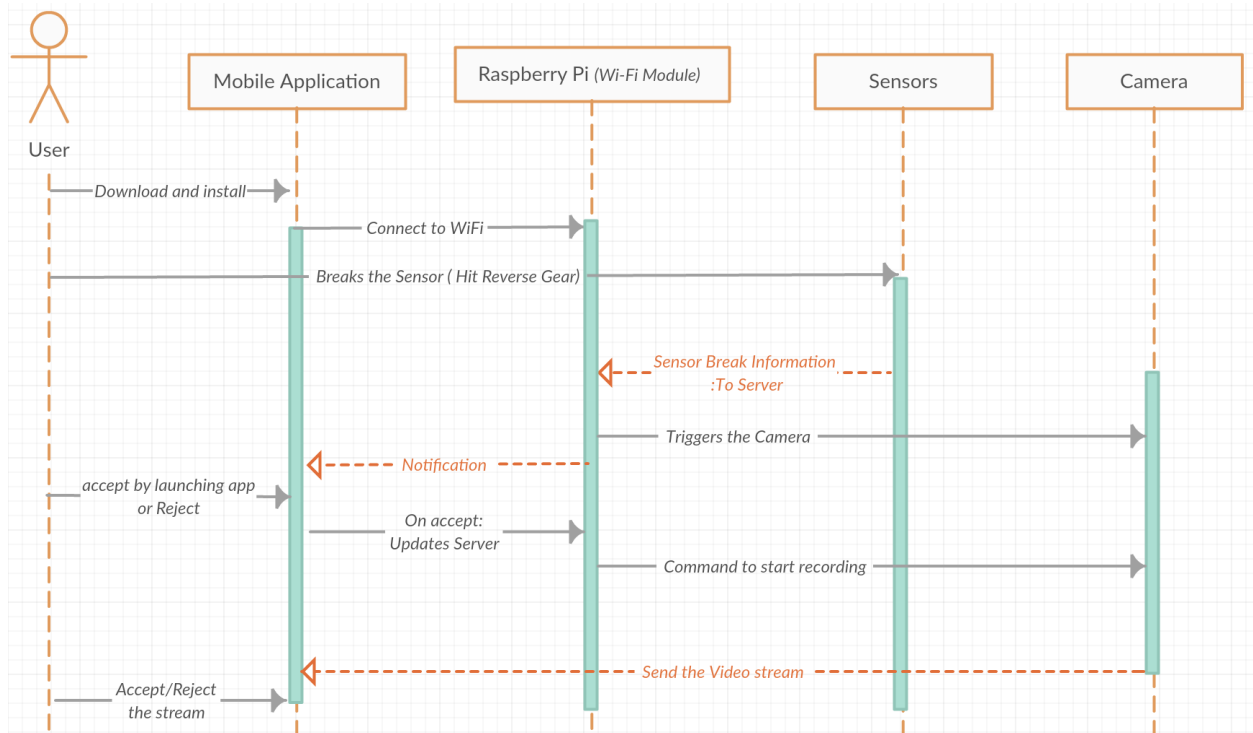 Mobile Application
Raspberry Pi (Wi-Fi Module)
Sensors
Camera
User
Download and install
Connect to WiFi
Breaks the Sensor ( Hit Reverse Gear)
Sensor Break Information
:To Server
Triggers the Camera
Notification
accept by launching app
or Reject
On accept:
Updates Server
Command to start recording
Send the Video stream
Accept/Reject
the stream